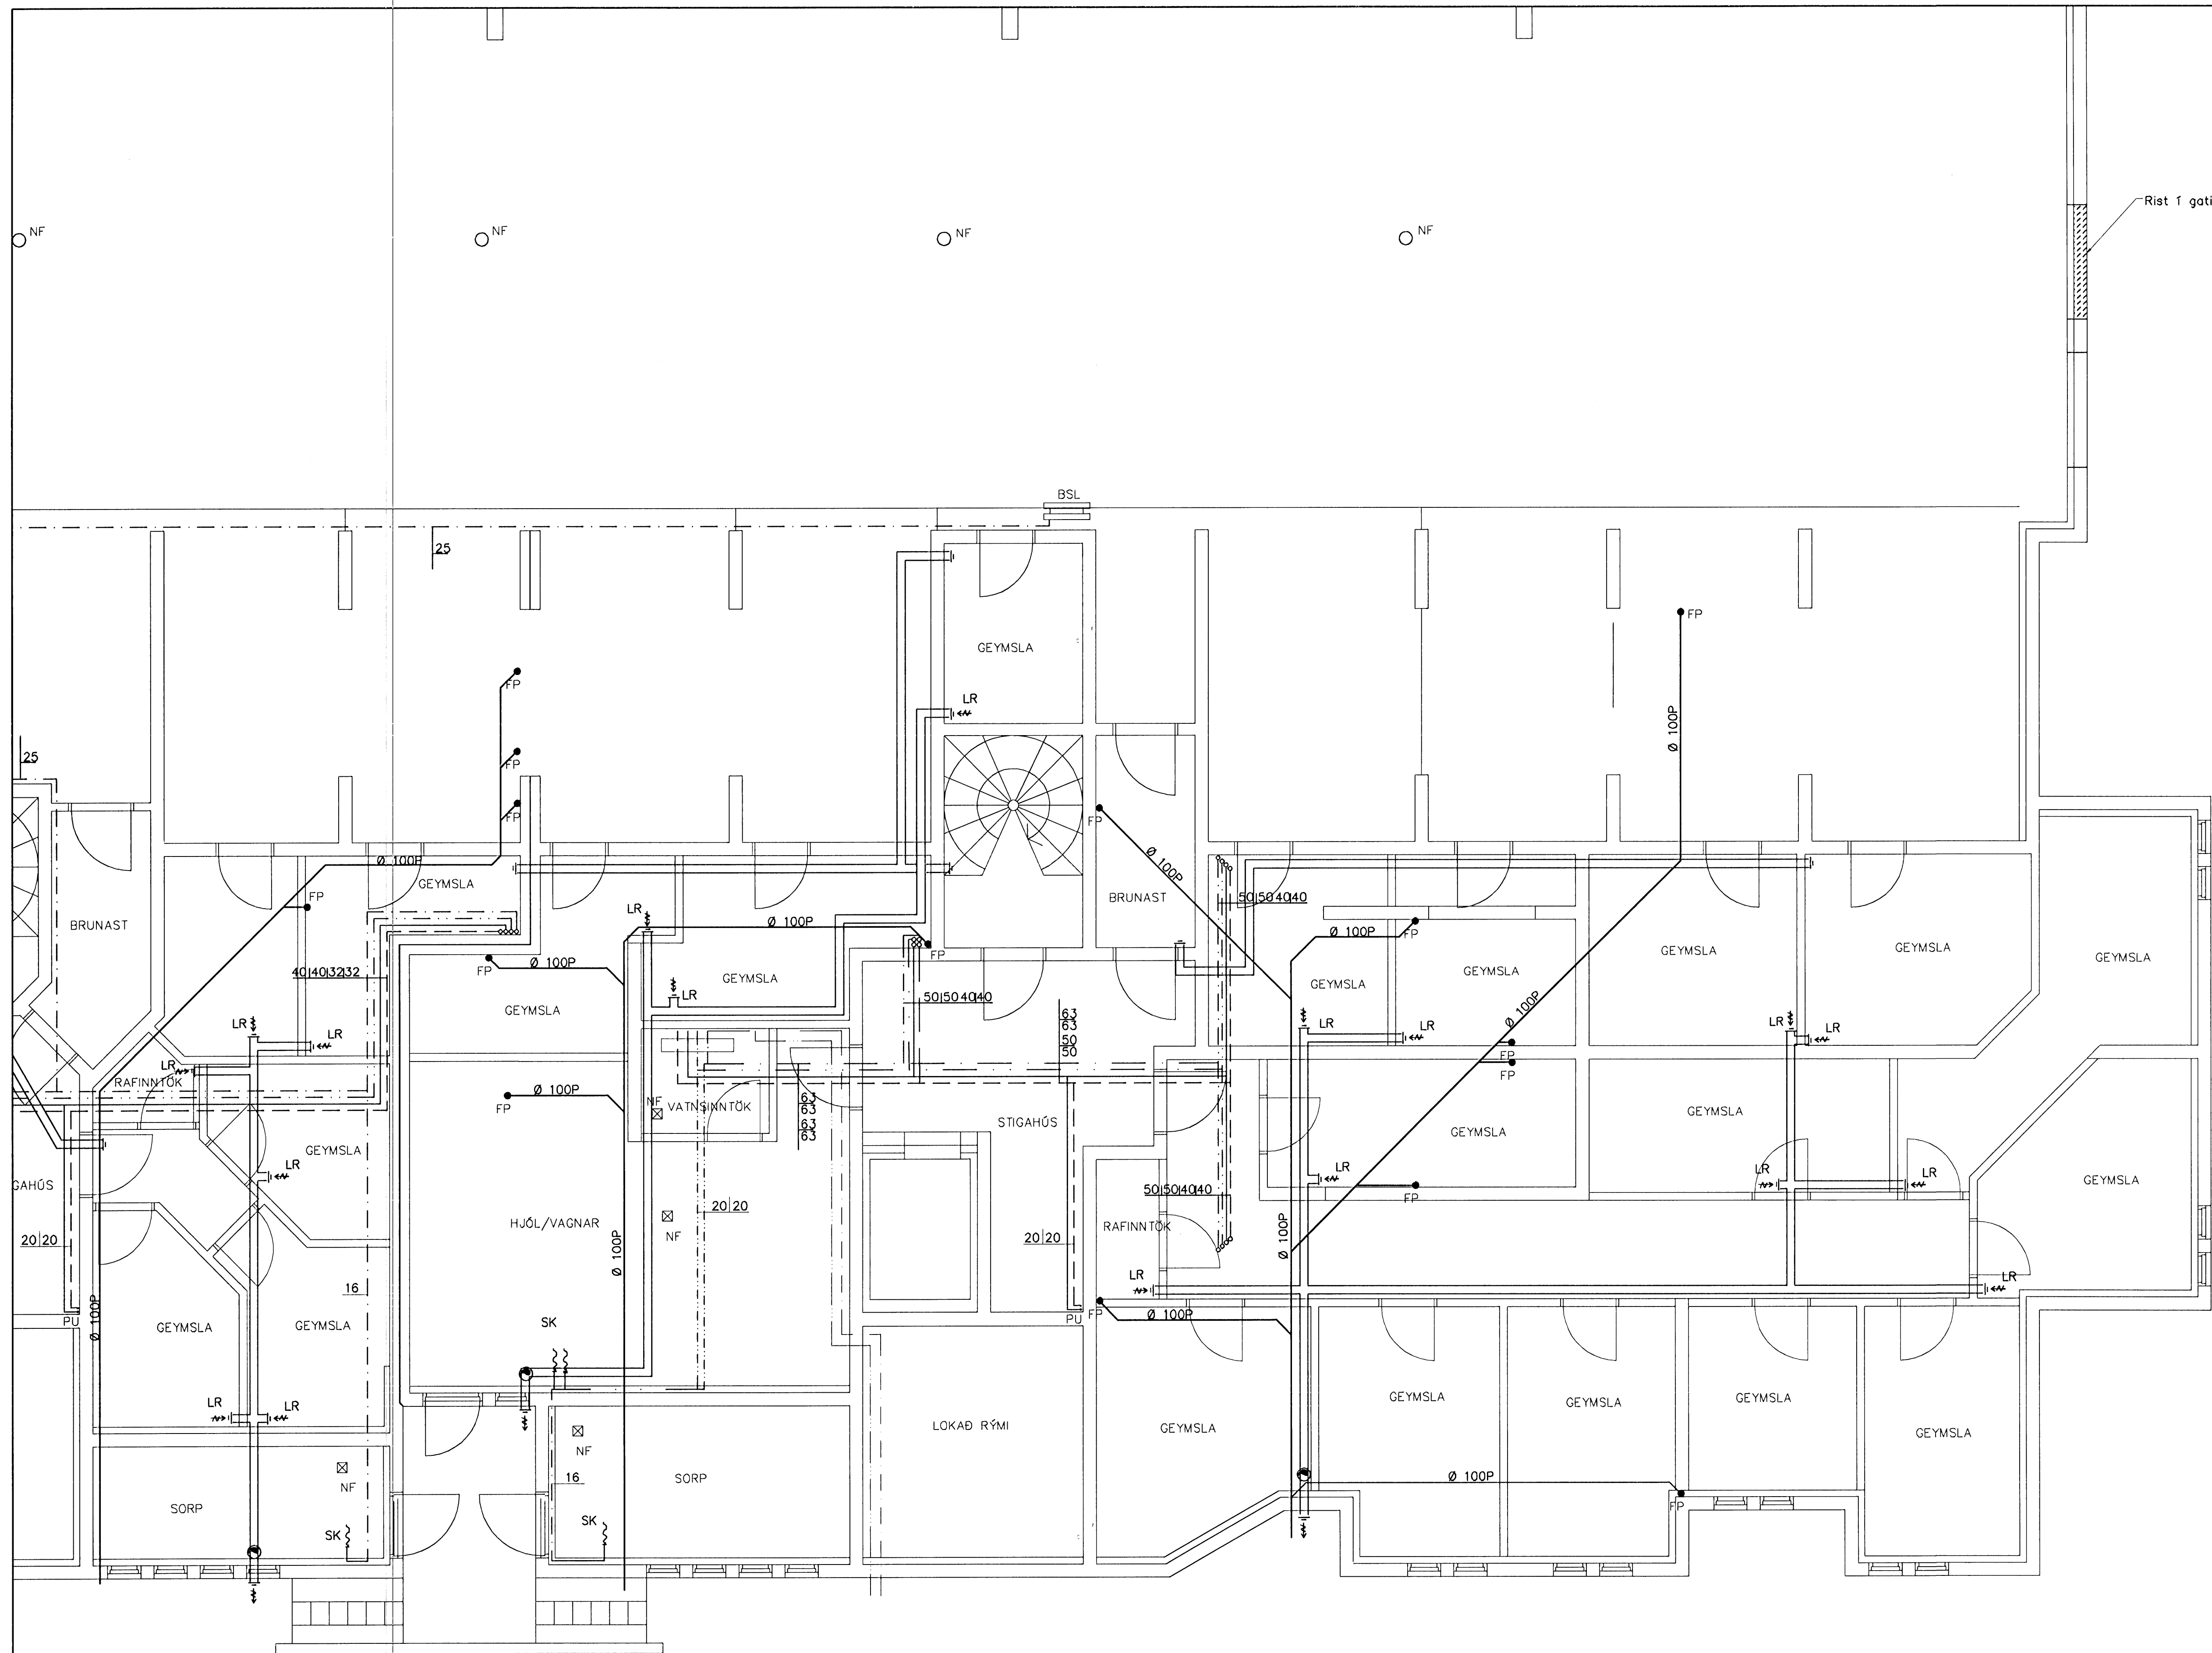 NF
NF
NF
NF
Rist í gati
BSL
25
GEYMSLA
FP
LR
FP
Ø 100P
25
FP
FP
FP
Ø 100P
GEYMSLA
FP
BRUNAST
LR
Ø 100P
FP
Ø 100P
BRUNAST
50|50|40|40
Ø 100P
FP
GEYMSLA
GEYMSLA
GEYMSLA
40|40|32|32
FP
Ø 100P
GEYMSLA
LR
GEYMSLA
50|50|40|40
63
63
50
50
GEYMSLA
GEYMSLA
Ø 100P
LR
LR
LR
LR
LR
LR
FP
FP
LR
RAFINNTÖK
FP
Ø 100P
NF
VATNSINNTÖK
63
63
63
63
STIGAHÚS
GEYMSLA
GEYMSLA
GEYMSLA
LR
LR
LR
LR
GEYMSLA
GAHÚS
50|50|40|40
FP
20|20
HJÓL/VAGNAR
NF
20|20
20|20
RAFINNTÖK
Ø 100P
Ø 100P
16
LR
LR
PU
Ø 100P
GEYMSLA
GEYMSLA
SK
PU
FP
Ø 100P
LR
LR
GEYMSLA
GEYMSLA
GEYMSLA
LOKAÐ RÝMI
GEYMSLA
GEYMSLA
NF
NF
16
SORP
Ø 100P
SORP
SK
SK
FP